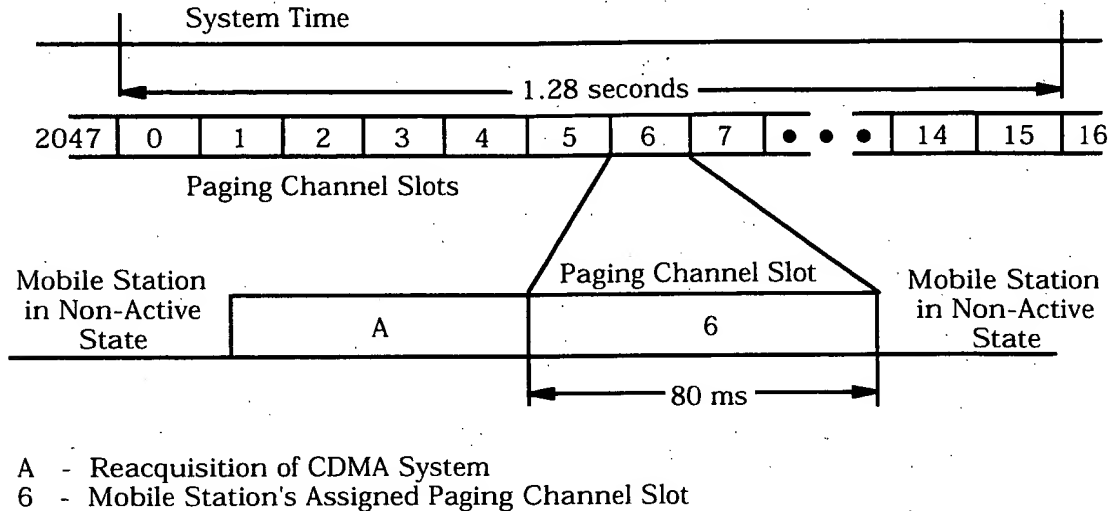 System Time
1.28 seconds
2047 0 1 2 3 4 5 6 7 • • • 14 15 16
Paging Channel Slots
Mobile Station
in Non-Active
State
Paging Channel Slot
Mobile Station
in Non-Active
State
A
6
80 ms
A - Reacquisition of CDMA System
6 - Mobile Station's Assigned Paging Channel Slot